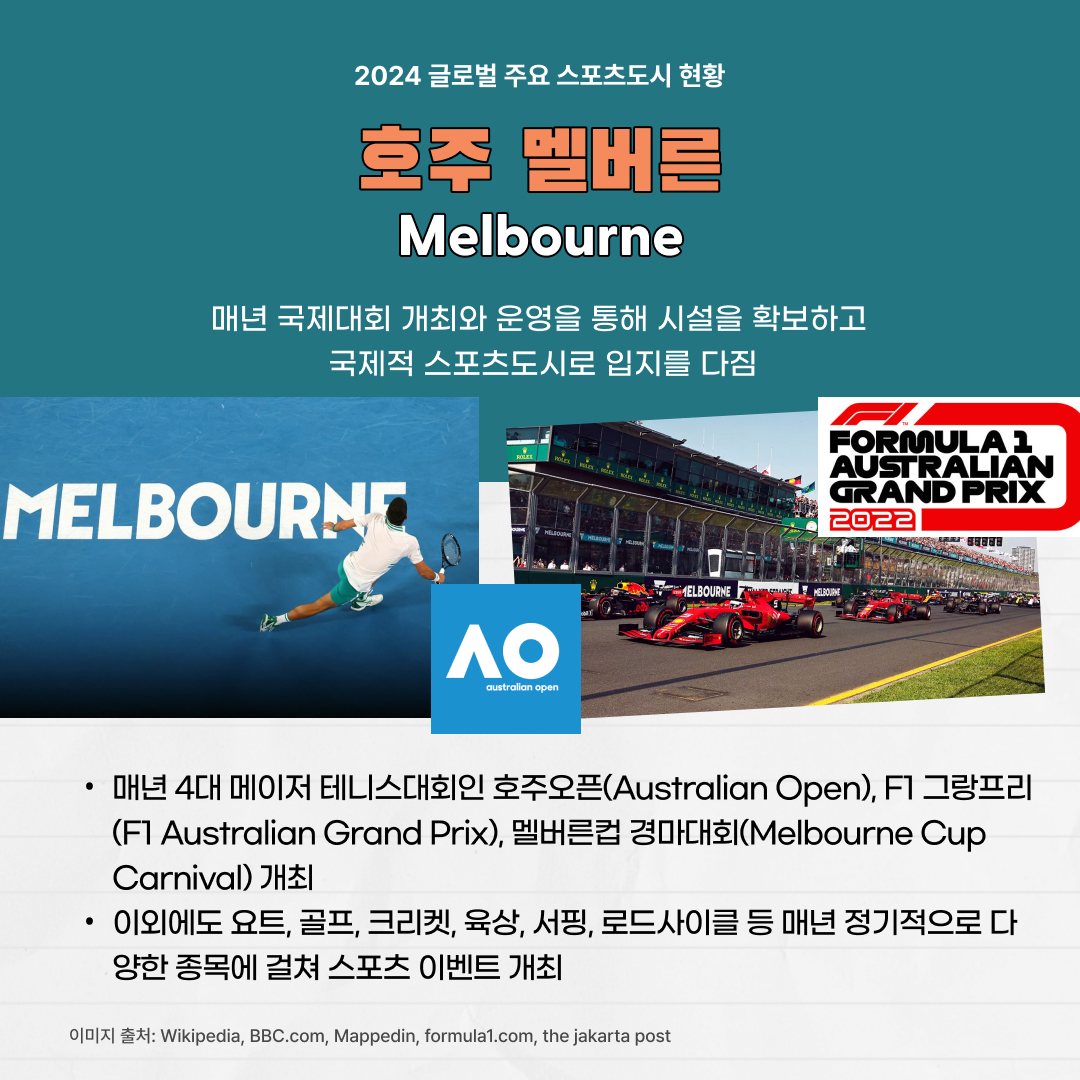 2024 글로벌 주요 스포츠도시 현황
호주 멜버른
Melbourne
매년 국제대회 개최와 운영을 통해 시설을 확보하고
국제적 스포츠도시로 입지를 다짐
MELBOURNE
ROLEX
ROLEX
MELBOURNE
MELBOURNE
FORMULA 1
AUSTRALIAN
GRAND PRIX
2022
AO
australian open
• 매년 4대 메이저 테니스대회인 호주오픈(Australian Open), F1 그랑프리
(F1 Australian Grand Prix), 멜버른컵 경마대회(Melbourne Cup
Carnival) 개최
• 이외에도 요트, 골프, 크리켓, 육상, 서핑, 로드사이클 등 매년 정기적으로 다
양한 종목에 걸쳐 스포츠 이벤트 개최
이미지 출처: Wikipedia, BBC.com, Mappedin, formula1.com, the jakarta post